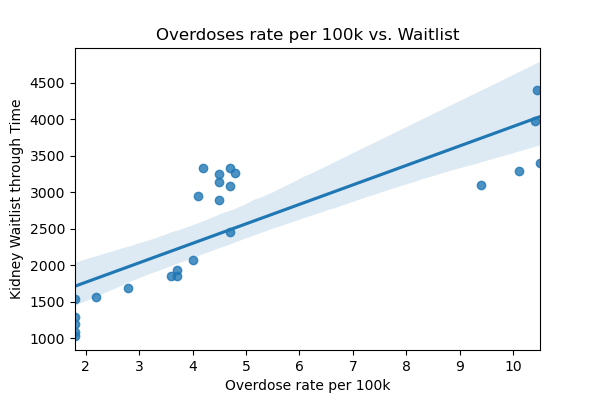 Overdoses rate per 100k vs. Waitlist
Kidney Waitlist through Time
4500
4000
3500
3000
2500
2000
1500
1000
2 3 4 5 6 7 8 9 10
Overdose rate per 100k